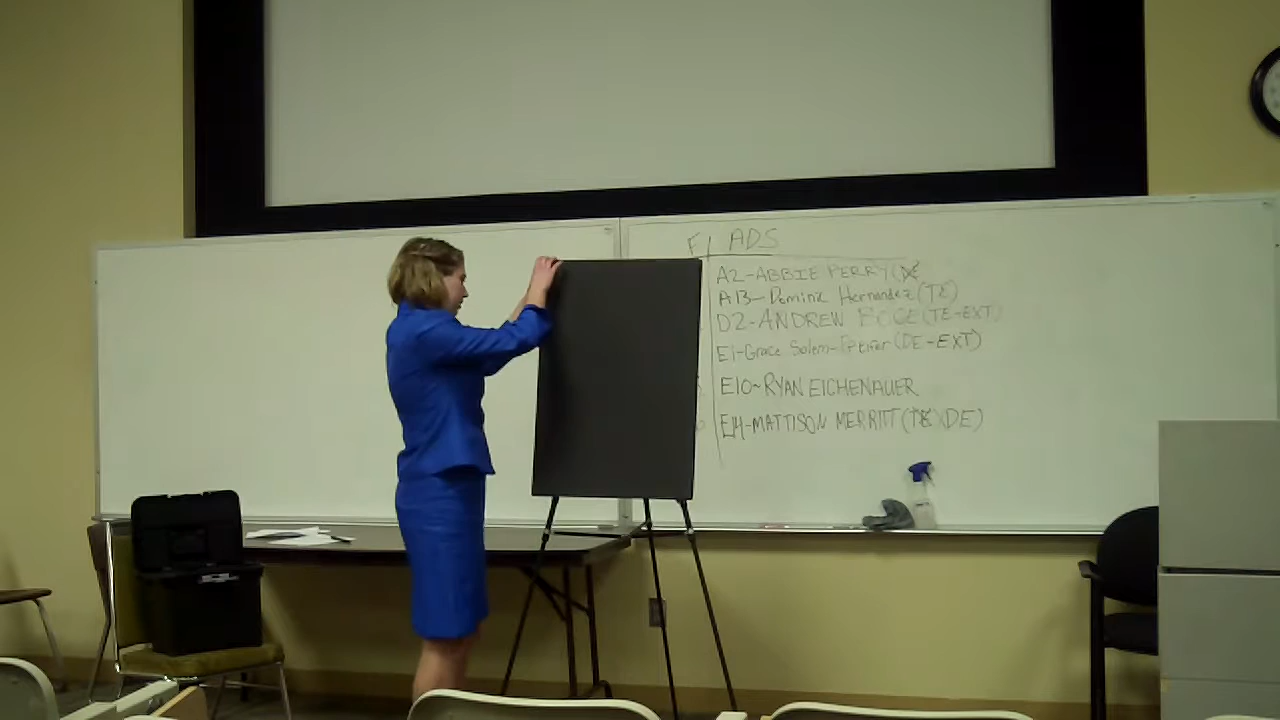 F1 ADS
A2-ABBIE PERRY (DE
A13-Dominic Hernandez (TE)
D2-ANDREW (TE-EXT)
E1-Grace (DE-EXT)
E10-RYAN EICHENAUER
E14-MATTISON MERRITT (TE) (DE)